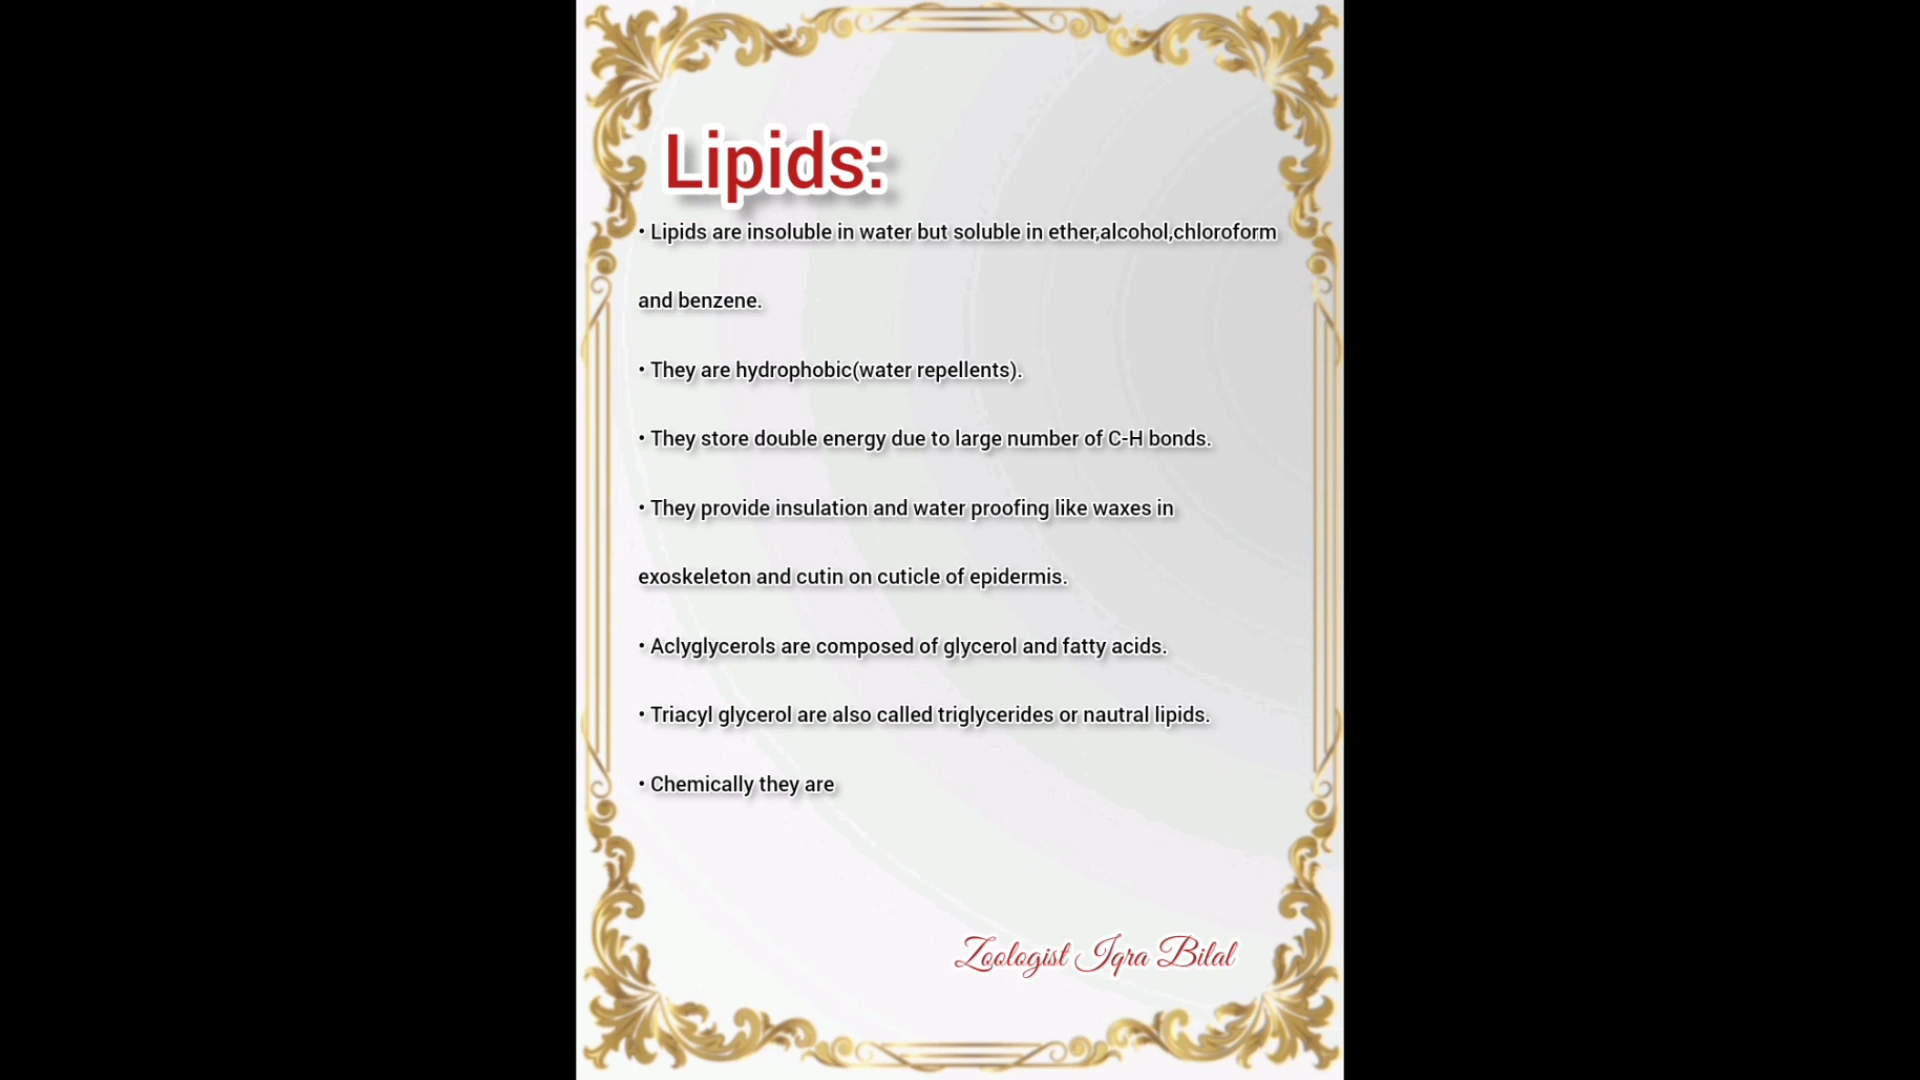 Lipids:
• Lipids are insoluble in water but soluble in ether,alcohol,chloroform
and benzene.
• They are hydrophobic(water repellents).
• They store double energy due to large number of C-H bonds.
• They provide insulation and water proofing like waxes in
exoskeleton and cutin on cuticle of epidermis.
• Aclyglycerols are composed of glycerol and fatty acids.
• Triacyl glycerol are also called triglycerides or nautral lipids.
• Chemically they are
Zoologist Iqra Bilal